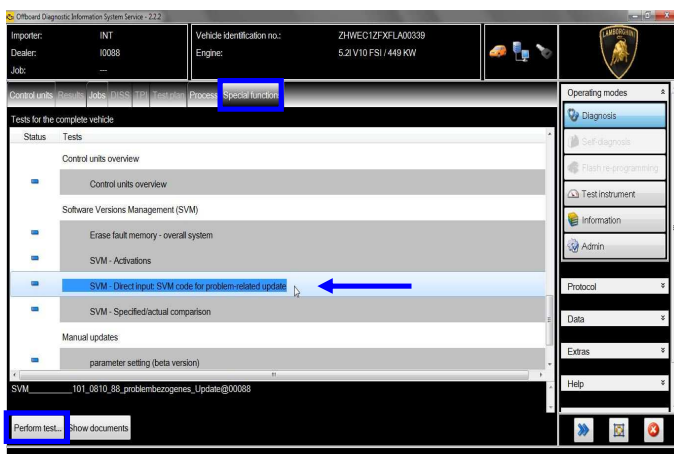 Offboard Diagnostic Information System Service - 2.2.2
Importer: INT
Dealer: I0088
Job: ---
Vehicle identification no.: ZHWEC1ZFXFLA00339
Engine: 5.2l V10 FSI / 449 KW
LAMBORGHINI
Control units Results Jobs DISS TPI Test plan Process Special functions
Tests for the complete vehicle
Status Tests
Control units overview
Control units overview
Software Versions Management (SVM)
Erase fault memory - overall system
SVM - Activations
SVM - Direct input: SVM code for problem-related update
SVM - Specified/actual comparison
Manual updates
parameter setting (beta version)
SVM______101_0810_88_problembezogenes_Update@00088
Perform test... Show documents
Operating modes
Diagnosis
Self-diagnosis
Flash re-programming
Test instrument
Information
Admin
Protocol
Data
Extras
Help